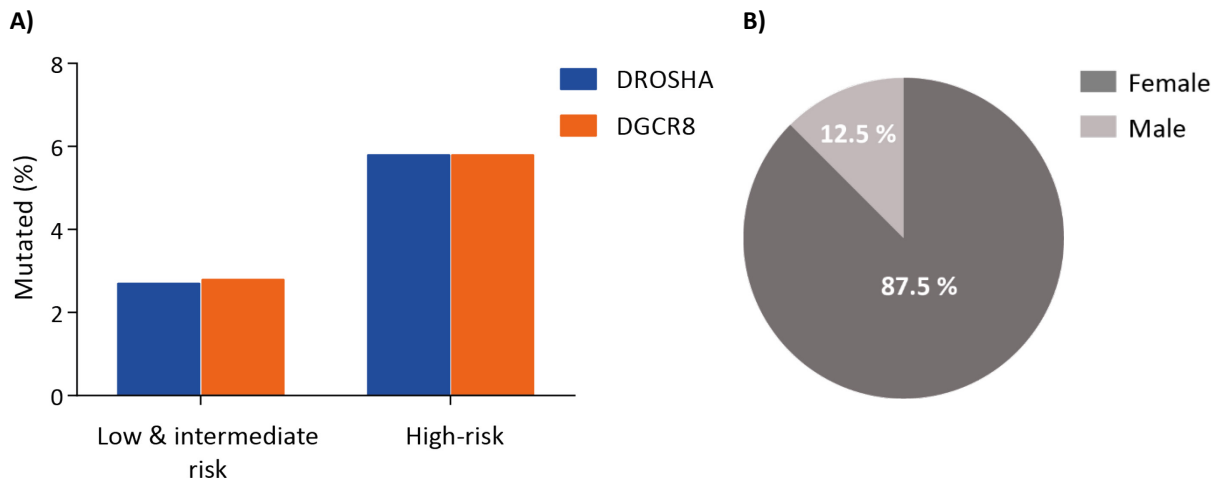 A)
8
6
4
2
0
Mutated (%)
Low & intermediate
risk
High-risk
DROSHA
DGCR8
B)
12.5 %
87.5 %
Female
Male